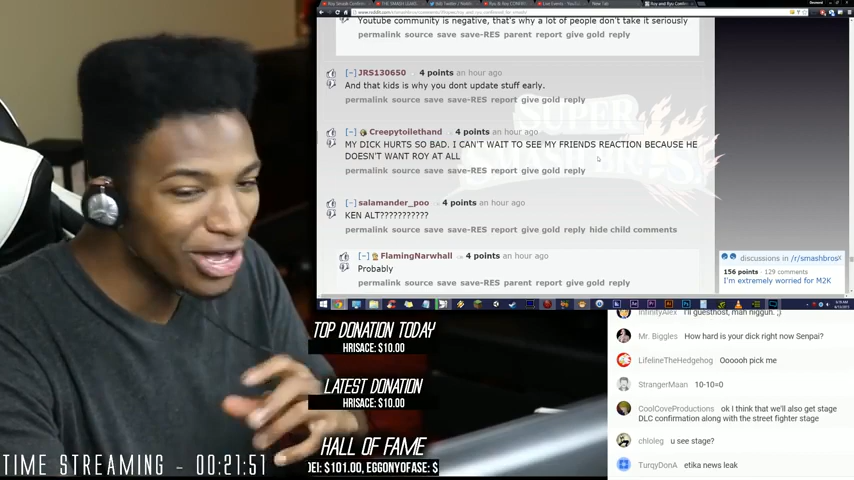 Youtube community is negative, that's why a lot of people don't take it seriously
permalink source save save-RES parent report give gold reply
[–] JRS130650 4 points an hour ago
And that kids is why you dont update stuff early.
permalink source save save-RES report give gold reply
[–] Creepytoilethand 4 points an hour ago
MY DICK HURTS SO BAD. I CAN'T WAIT TO SEE MY FRIENDS REACTION BECAUSE HE
DOESN'T WANT ROY AT ALL
permalink source save save-RES report give gold reply
[–] salamander_poo 4 points an hour ago
KEN ALT???????????
permalink source save save-RES report give gold reply hide child comments
[–] FlamingNarwhall 4 points an hour ago
Probably
permalink source save save-RES parent report give gold reply
SUPER
SMASH BROS
discussions in /r/smashbros
156 points · 129 comments
I'm extremely worried for M2K
TOP DONATION TODAY
HRISACE: $10.00
LATEST DONATION
HRISACE: $10.00
HALL OF FAME
DEI: $101.00, EGGONYOFASE: $
TIME STREAMING - 00:21:51
InfinityAlex I'll guesthost, mah nigguh. ;)
Mr. Biggles How hard is your dick right now Senpai?
LifelineTheHedgehog Oooooh pick me
StrangerMaan 10-10=0
CoolCoveProductions ok I think that we'll also get stage
DLC confirmation along with the street fighter stage
chloleg u see stage?
TurqyDonA etika news leak